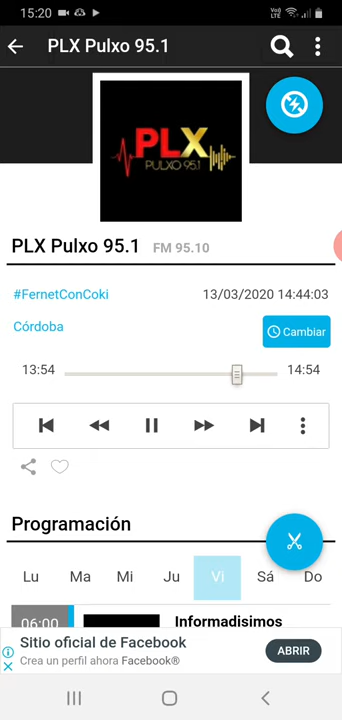 15:20
Vo)) LTE
PLX Pulxo 95.1
PLX
PULXO 95.1
PLX Pulxo 95.1 FM 95.10
#FernetConCoki 13/03/2020 14:44:03
Córdoba
Cambiar
13:54 14:54
Programación
Lu Ma Mi Ju Vi Sá Do
06:00 Informadisimos
Sitio oficial de Facebook
Crea un perfil ahora Facebook®
ABRIR